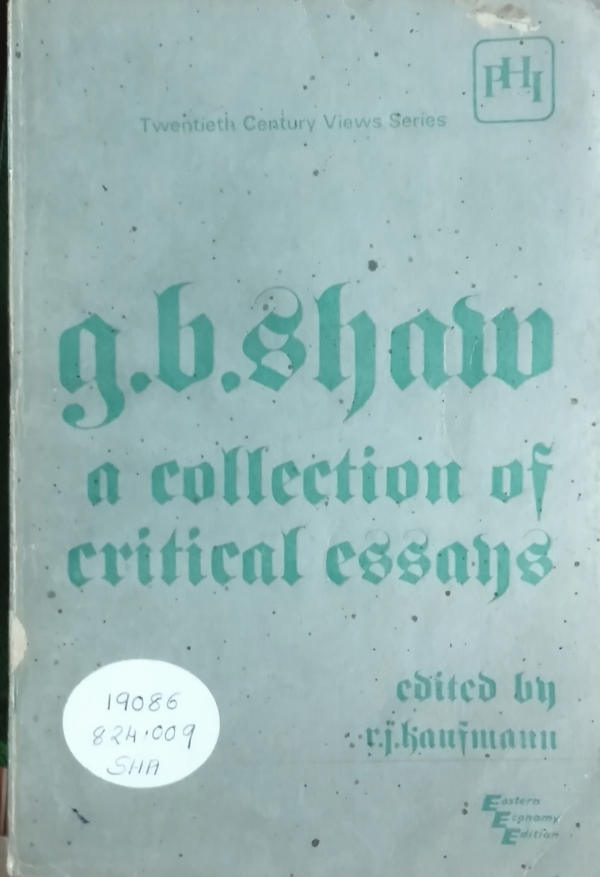 PHI
Twentieth Century Views Series
g.b.shaw
a collection of
critical essays
edited by
r.j.kaufmann
19086
824.009
SHA
Eastern
Economy
Edition